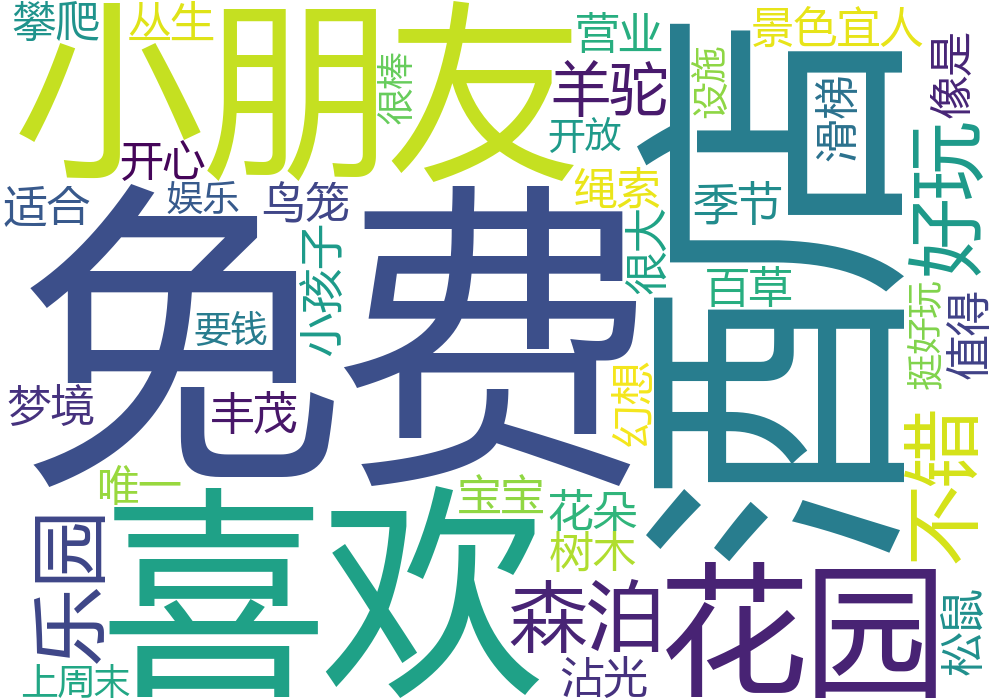 攀爬
丛生
小朋友
很棒
营业
羊驼
开放
景色宜人
设施
滑梯
像是
酒店
好玩
开心
适合
娱乐
鸟笼
绳索
季节
小孩子
很大
百草
免费
要钱
挺好玩
值得
梦境
丰茂
幻想
不错
唯一
喜欢
宝宝
花朵
树木
乐园
森泊
花园
松鼠
上周末
沾光